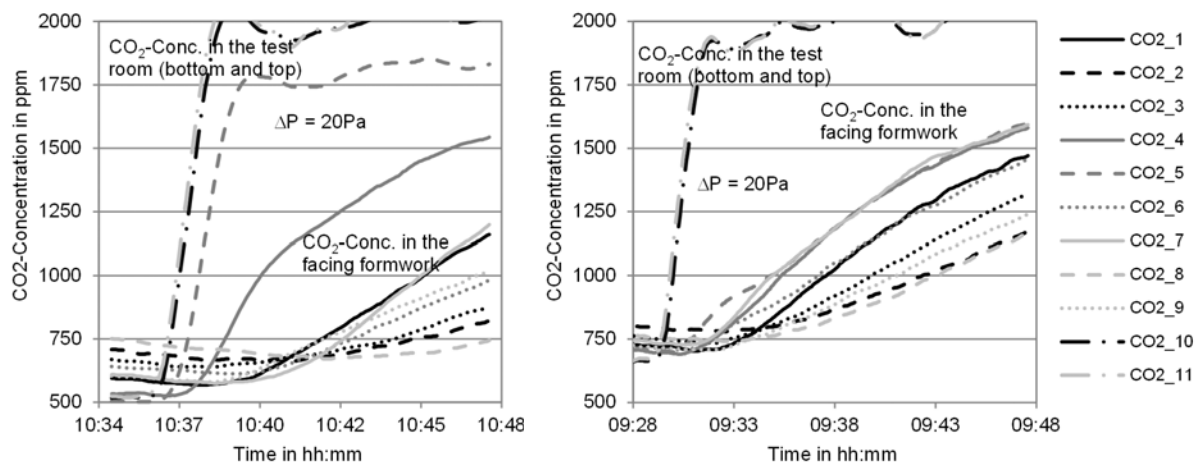 2000
1750
1500
1250
1000
750
500
CO2-Concentration in ppm
CO₂-Conc. in the test
room (bottom and top)
ΔP = 20Pa
CO₂-Conc. in the
facing formwork
10:34 10:37 10:40 10:42 10:45 10:48
Time in hh:mm
2000
1750
1500
1250
1000
750
500
CO2-Concentration in ppm
CO₂-Conc. in the test
room (bottom and top)
CO₂-Conc. in the
facing formwork
ΔP = 20Pa
09:28 09:33 09:38 09:43 09:48
Time in hh:mm
CO2_1
CO2_2
CO2_3
CO2_4
CO2_5
CO2_6
CO2_7
CO2_8
CO2_9
CO2_10
CO2_11